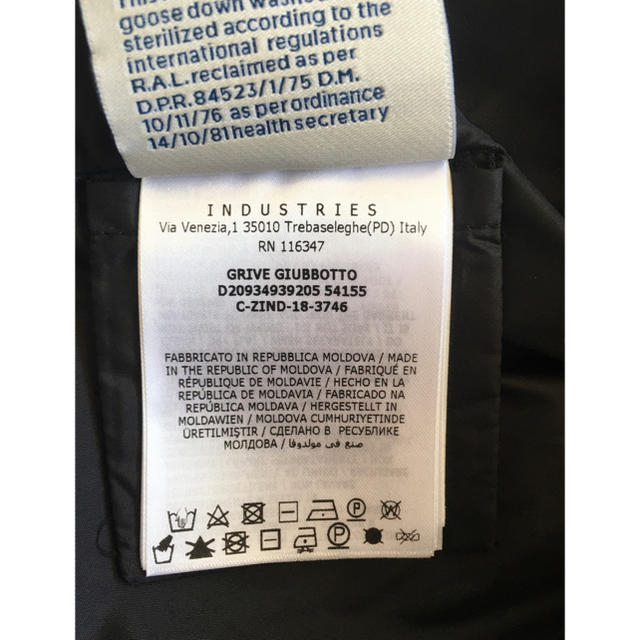 goose down washed
sterilized according to the
international regulations
R.A.L.reclaimed as per
D.P.R.84523/1/75 D.M.
10/11/76 as per ordinance
14/10/81 health secretary
INDUSTRIES
Via Venezia,1 35010 Trebaseleghe(PD) Italy
RN 116347
GRIVE GIUBBOTTO
D20934939205 54155
C-ZIND-18-3746
FABBRICATO IN REPUBBLICA MOLDOVA / MADE
IN THE REPUBLIC OF MOLDOVA / FABRIQUÉ EN
RÉPUBLIQUE DE MOLDAVIE / HECHO EN LA
REPÚBLICA DE MOLDAVIA / FABRICADO NA
REPÚBLICA MOLDAVA / HERGESTELLT IN
MOLDAWIEN / MOLDOVA CUMHURIYETINDE
ÜRETILMIŞTIR / СДЕЛАНО В РЕСПУБЛИКЕ
МОЛДОВА / صنع في مولدوفا